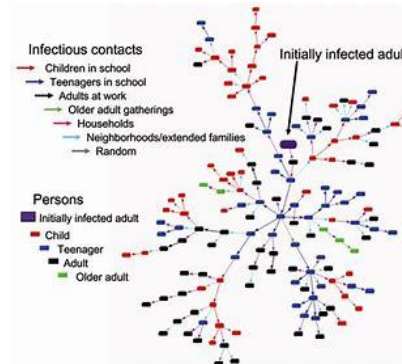 Infectious contacts
Children in school
Teenagers in school
Adults at work
Older adult gatherings
Households
Neighborhoods/extended families
Random
Initially infected adul
Persons
Initially infected adult
Child
Teenager
Adult
Older adult